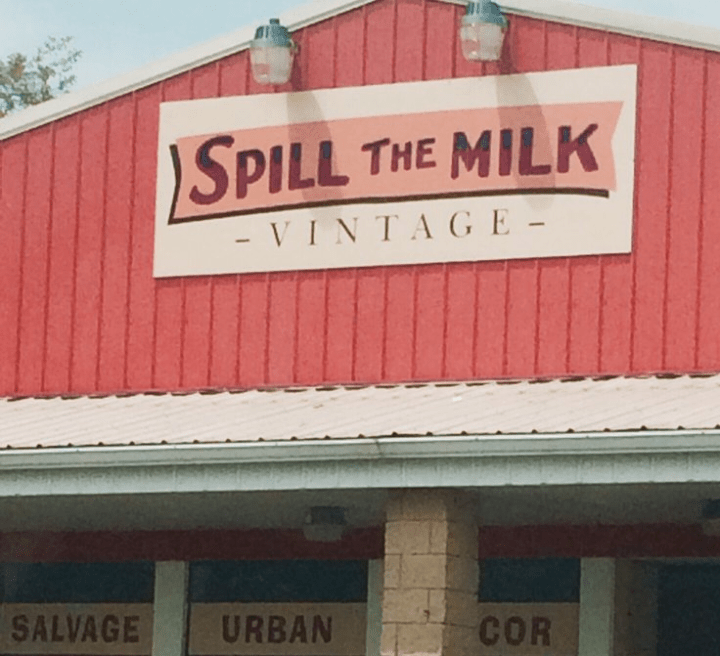 SPILL THE MILK
- VINTAGE -
SALVAGE URBAN COR